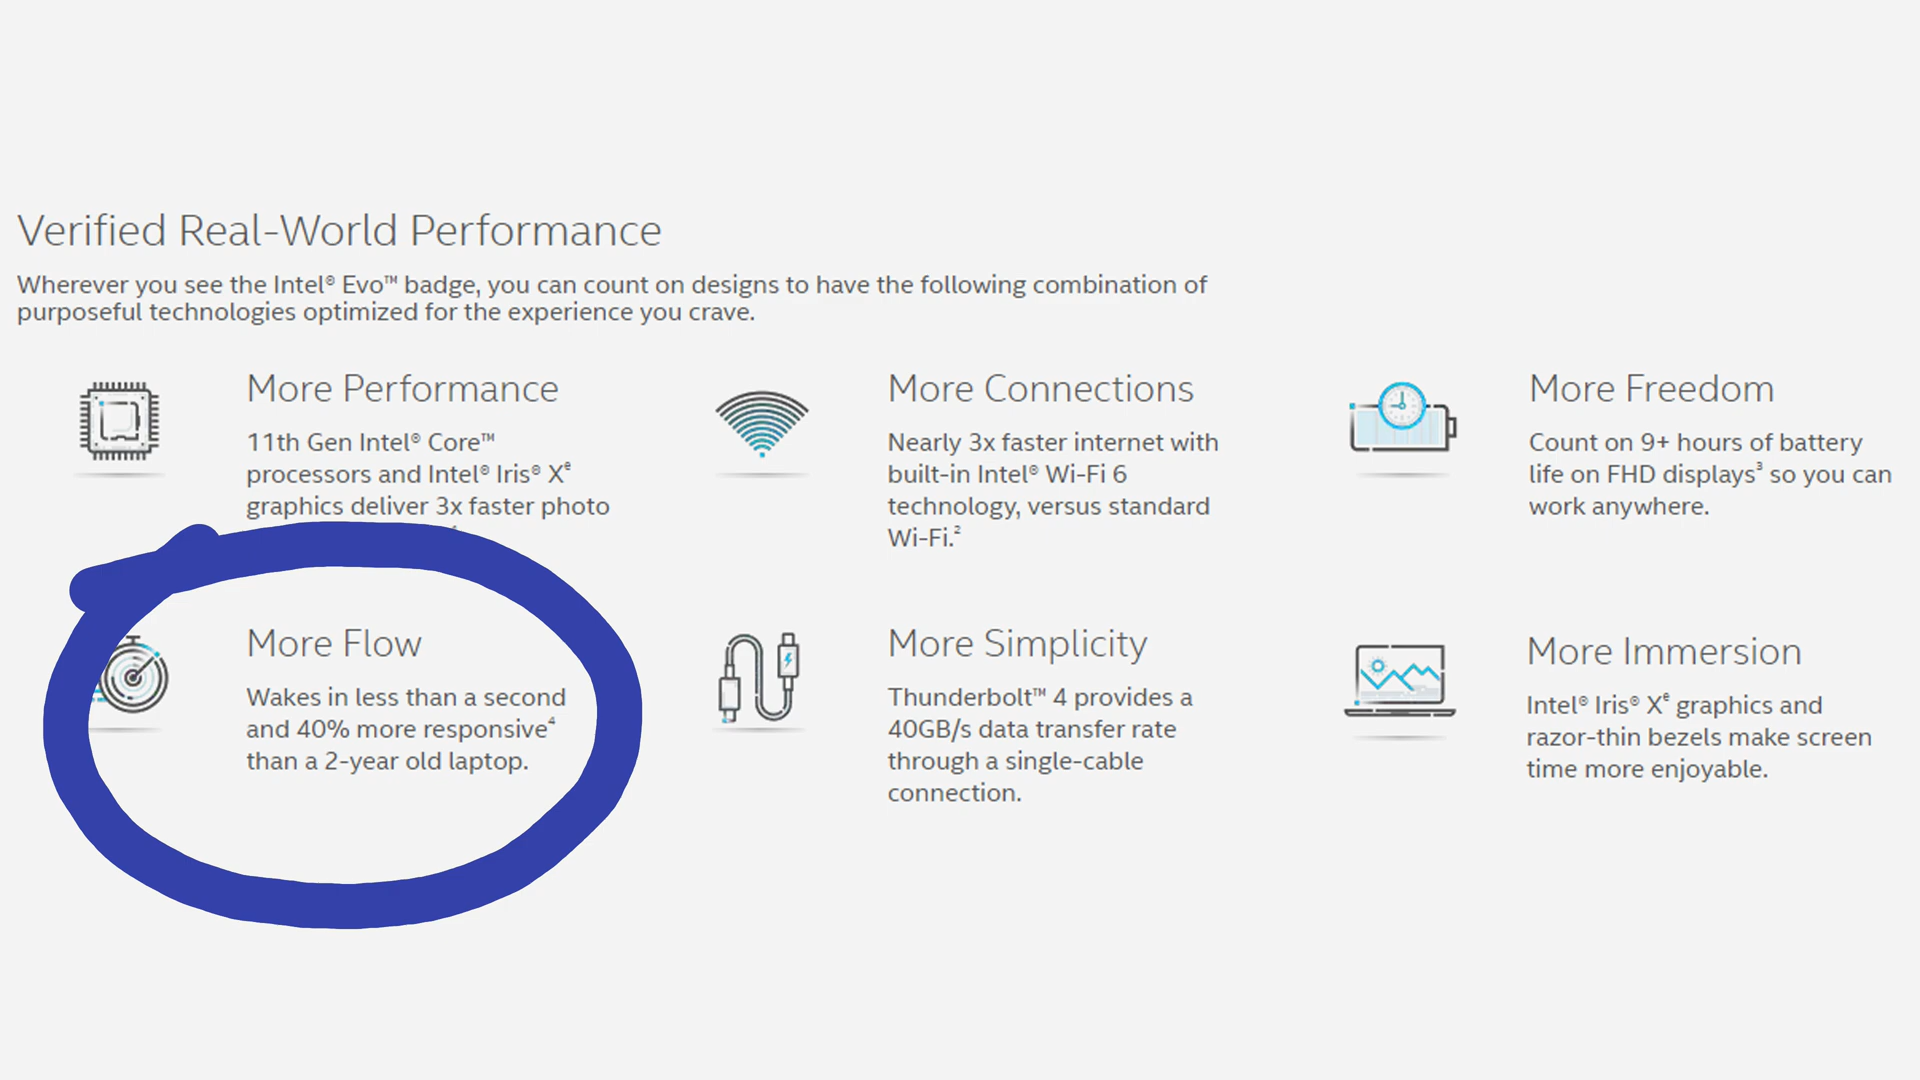 Verified Real-World Performance
Wherever you see the Intel® Evo™ badge, you can count on designs to have the following combination of
purposeful technologies optimized for the experience you crave.
More Performance
11th Gen Intel® Core™
processors and Intel® Iris® Xᵉ
graphics deliver 3x faster photo
More Connections
Nearly 3x faster internet with
built-in Intel® Wi-Fi 6
technology, versus standard
Wi-Fi.²
More Freedom
Count on 9+ hours of battery
life on FHD displays³ so you can
work anywhere.
More Flow
Wakes in less than a second
and 40% more responsive⁴
than a 2-year old laptop.
More Simplicity
Thunderbolt™ 4 provides a
40GB/s data transfer rate
through a single-cable
connection.
More Immersion
Intel® Iris® Xᵉ graphics and
razor-thin bezels make screen
time more enjoyable.